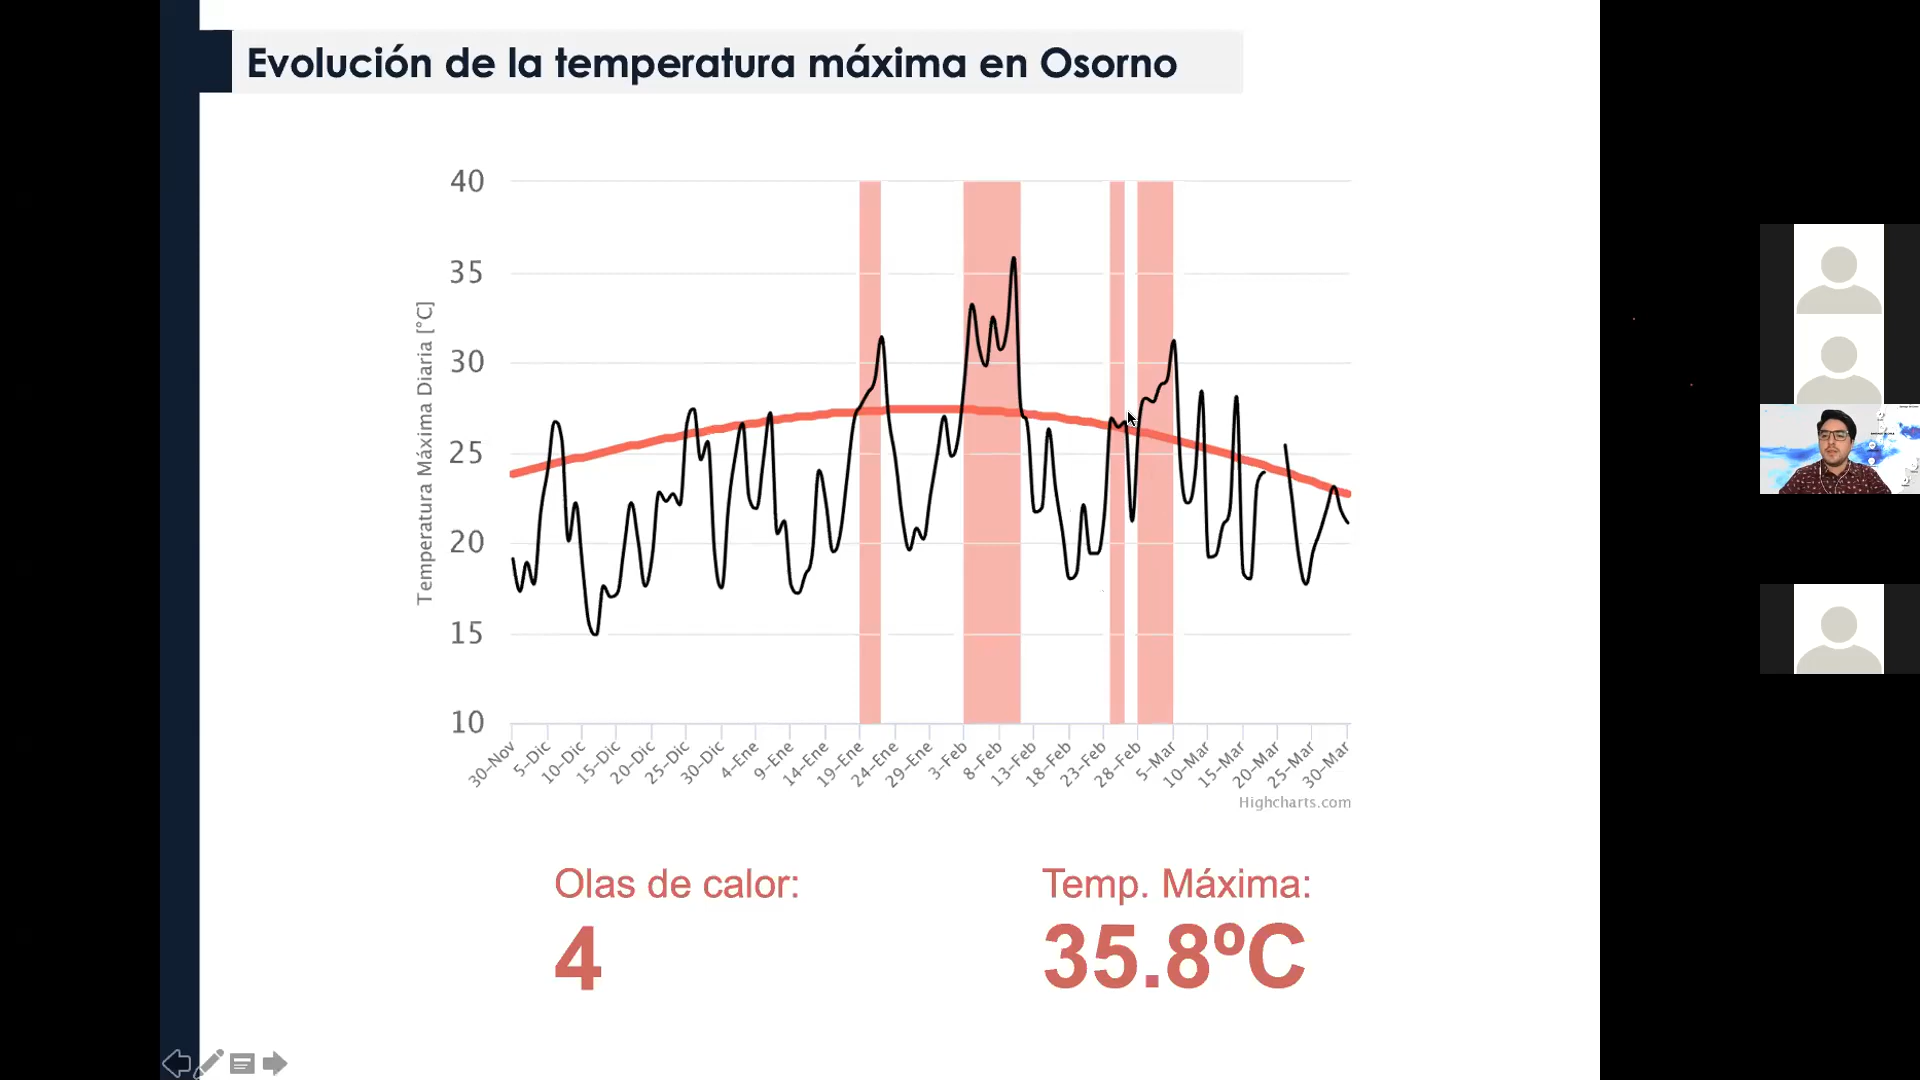 Evolución de la temperatura máxima en Osorno
Temperatura Máxima Diaria [°C]
40
35
30
25
20
15
10
30-Nov
5-Dic
10-Dic
15-Dic
20-Dic
25-Dic
30-Dic
4-Ene
9-Ene
14-Ene
19-Ene
24-Ene
29-Ene
3-Feb
8-Feb
13-Feb
18-Feb
23-Feb
28-Feb
5-Mar
10-Mar
15-Mar
20-Mar
25-Mar
30-Mar
Highcharts.com
Olas de calor:
4
Temp. Máxima:
35.8ºC